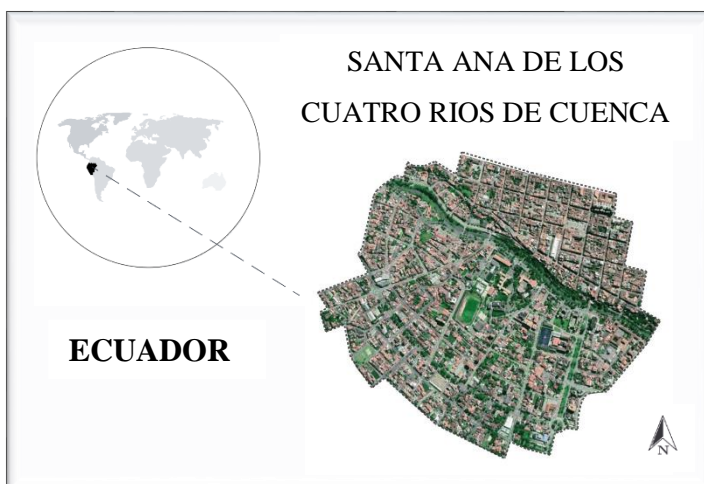 SANTA ANA DE LOS
CUATRO RIOS DE CUENCA
ECUADOR
N